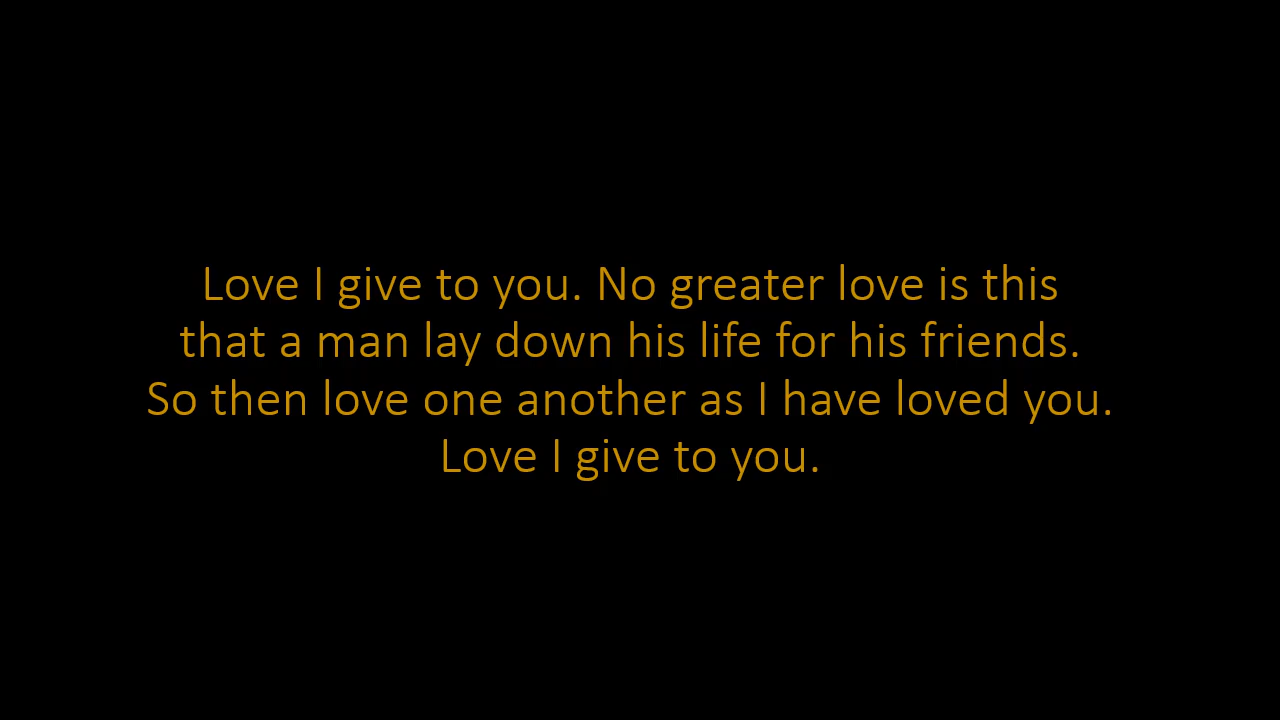 Love I give to you. No greater love is this
that a man lay down his life for his friends.
So then love one another as I have loved you.
Love I give to you.